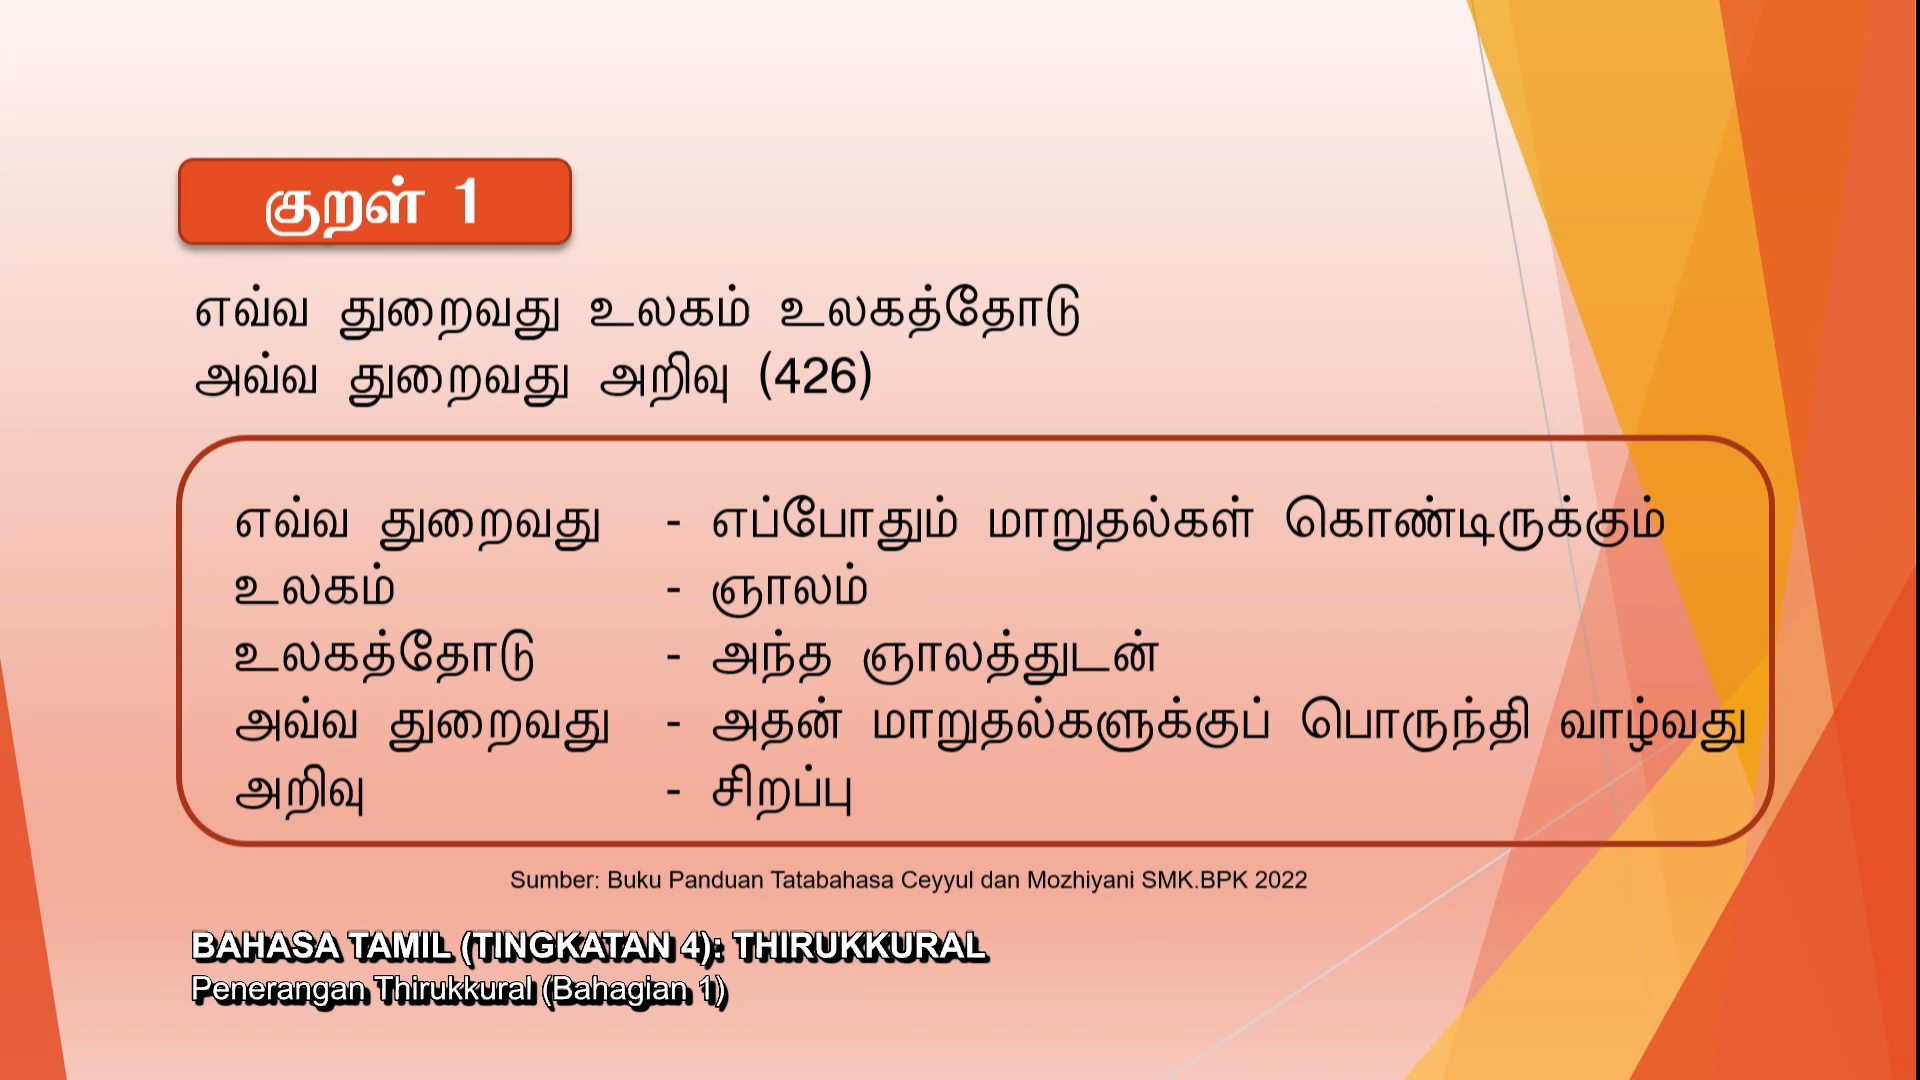 குறள் 1
எவ்வ துறைவது உலகம் உலகத்தோடு
அவ்வ துறைவது அறிவு (426)
எவ்வ துறைவது - எப்போதும் மாறுதல்கள் கொண்டிருக்கும்
உலகம் - ஞாலம்
உலகத்தோடு - அந்த ஞாலத்துடன்
அவ்வ துறைவது - அதன் மாறுதல்களுக்குப் பொருந்தி வாழ்வது
அறிவு - சிறப்பு
Sumber: Buku Panduan Tatabahasa Ceyyul dan Mozhiyani SMK.BPK 2022
BAHASA TAMIL (TINGKATAN 4): THIRUKKURAL
Penerangan Thirukkural (Bahagian 1)